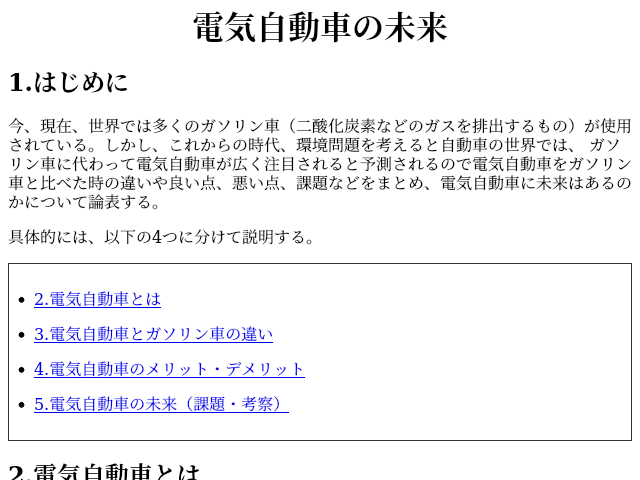 電気自動車の未来
1.はじめに
今、現在、世界では多くのガソリン車（二酸化炭素などのガスを排出するもの）が使用
されている。しかし、これからの時代、環境問題を考えると自動車の世界では、 ガソ
リン車に代わって電気自動車が広く注目されると予測されるので電気自動車をガソリン
車と比べた時の違いや良い点、悪い点、課題などをまとめ、電気自動車に未来はあるの
かについて論表する。
具体的には、以下の4つに分けて説明する。
2.電気自動車とは
3.電気自動車とガソリン車の違い
4.電気自動車のメリット・デメリット
5.電気自動車の未来（課題・考察）
2.電気自動車とは